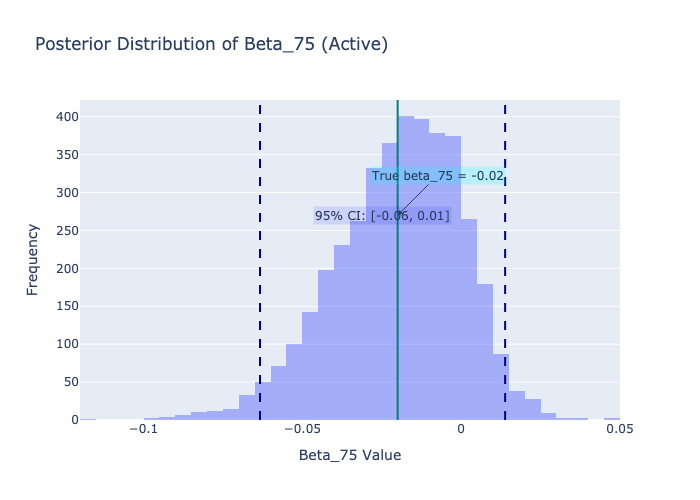 Posterior Distribution of Beta_75 (Active)
400
350
300
250
200
150
100
50
0
Frequency
True beta_75 = -0.02
95% CI: [-0.06, 0.01]
−0.1
−0.05
0
0.05
Beta_75 Value